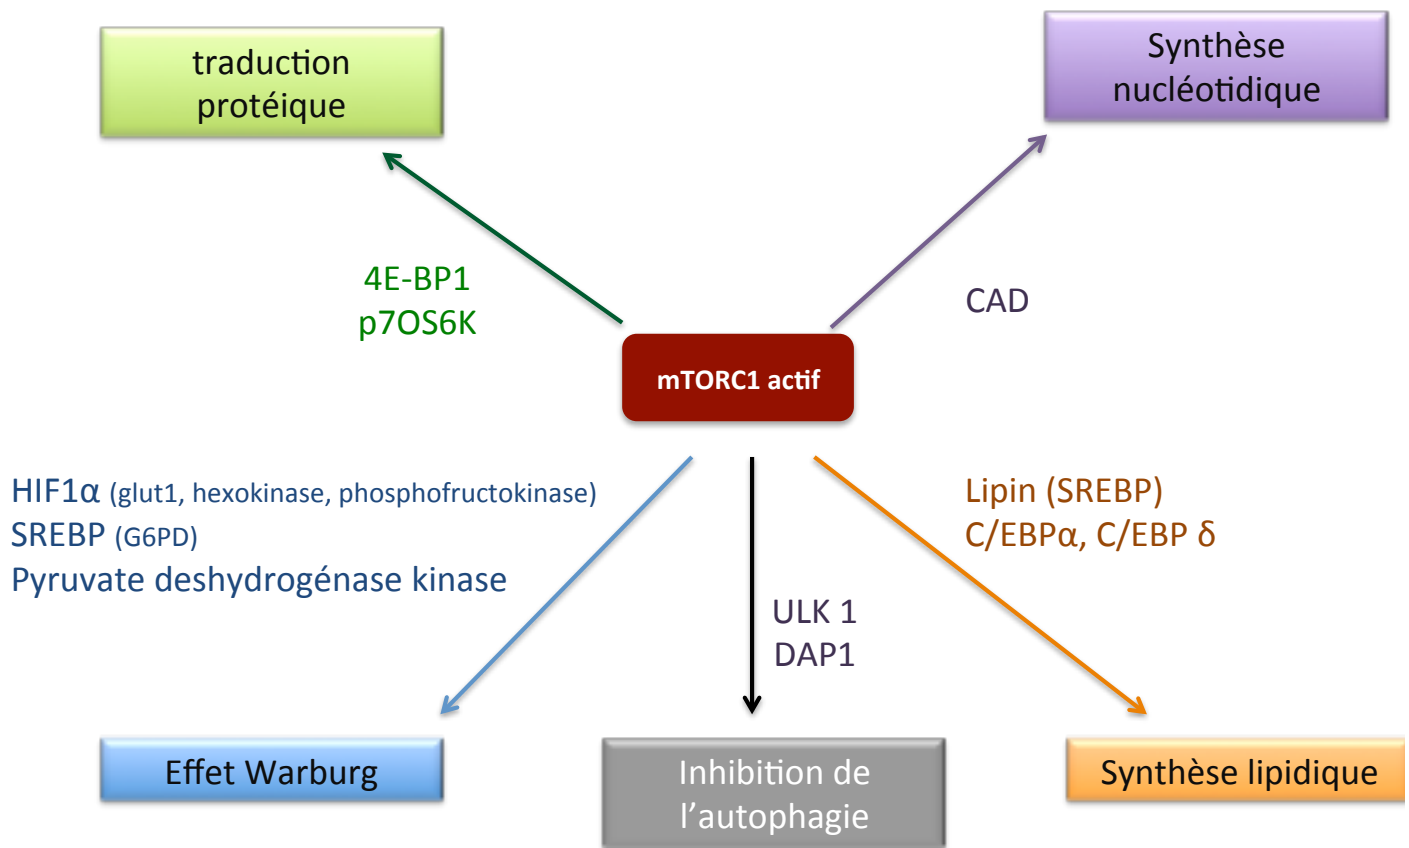 traduction
protéique
Synthèse
nucléotidique
4E-BP1
p7OS6K
CAD
mTORC1 actif
HIF1α (glut1, hexokinase, phosphofructokinase)
SREBP (G6PD)
Pyruvate deshydrogénase kinase
Lipin (SREBP)
C/EBPα, C/EBP δ
ULK 1
DAP1
Effet Warburg
Inhibition de
l’autophagie
Synthèse lipidique